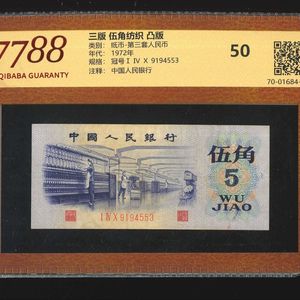 7788
QIBABA GUARANTY
三版 伍角纺织 凸版
类别: 纸币·第三套人民币
年代: 1972年
规格: 冠号 I IV X 9194553
注释: 中国人民银行
50
70-01684-
中國人民銀行
伍角
5
WU
JIAO
I IV X 9194553